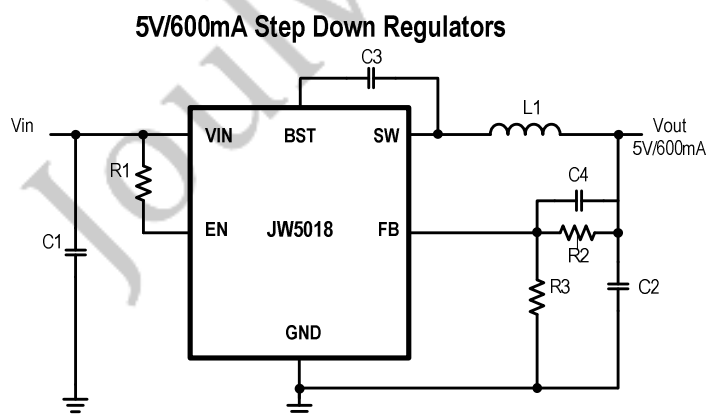 5V/600mA Step Down Regulators
C3
L1
Vin
VIN
BST
SW
Vout
5V/600mA
R1
C4
EN
JW5018
FB
C1
R2
R3
C2
GND